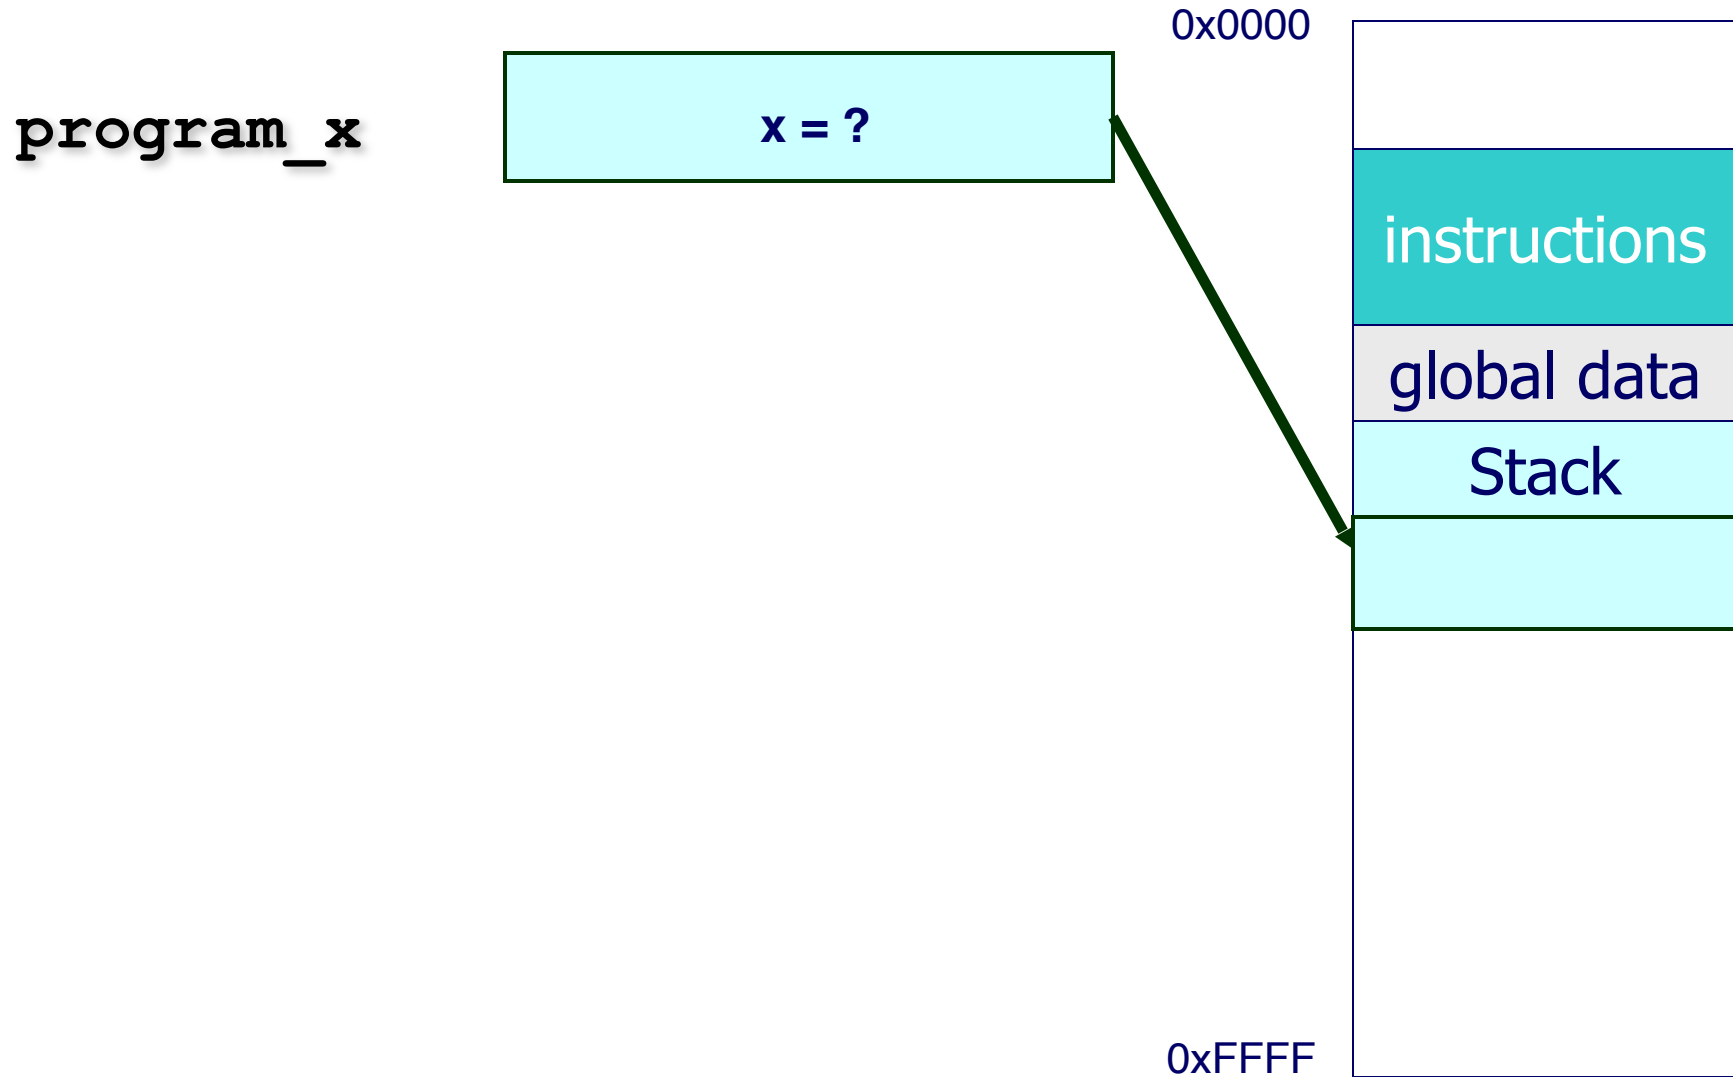 0x0000
program_x
x = ?
instructions
global data
Stack
0xFFFF